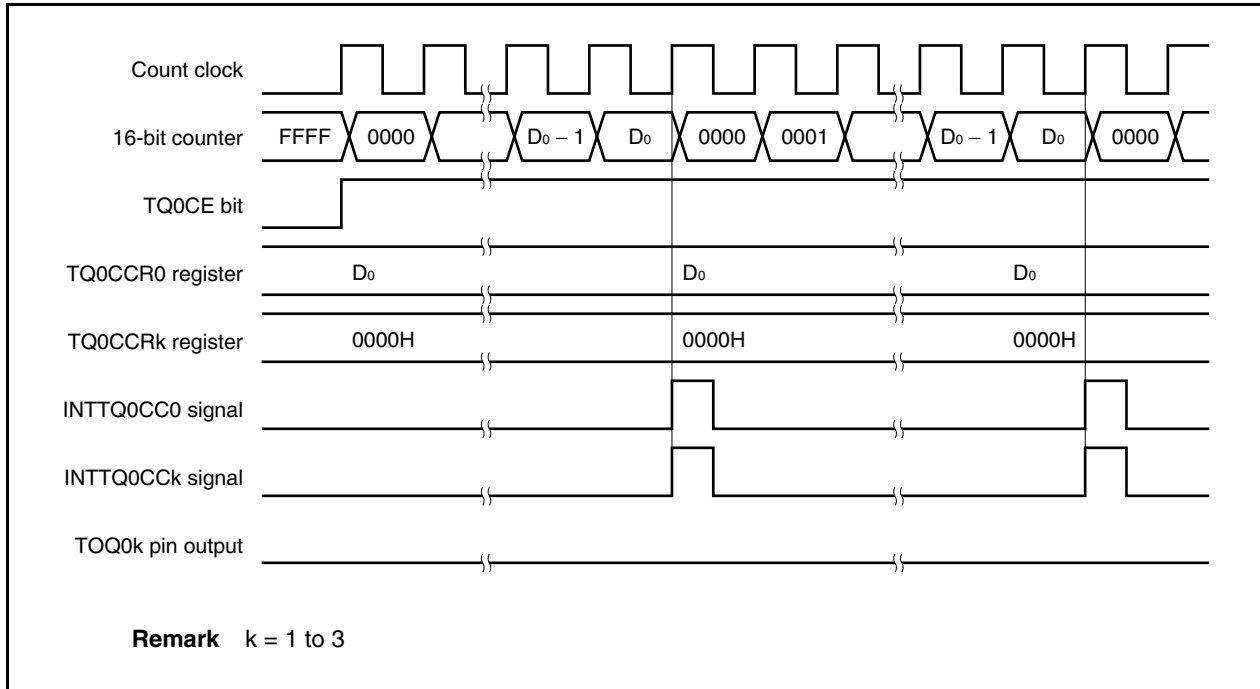 Count clock
16-bit counter FFFF 0000 D0 − 1 D0 0000 0001 D0 − 1 D0 0000
TQ0CE bit
TQ0CCR0 register D0 D0 D0
TQ0CCRk register 0000H 0000H 0000H
INTTQ0CC0 signal
INTTQ0CCk signal
TOQ0k pin output
Remark k = 1 to 3